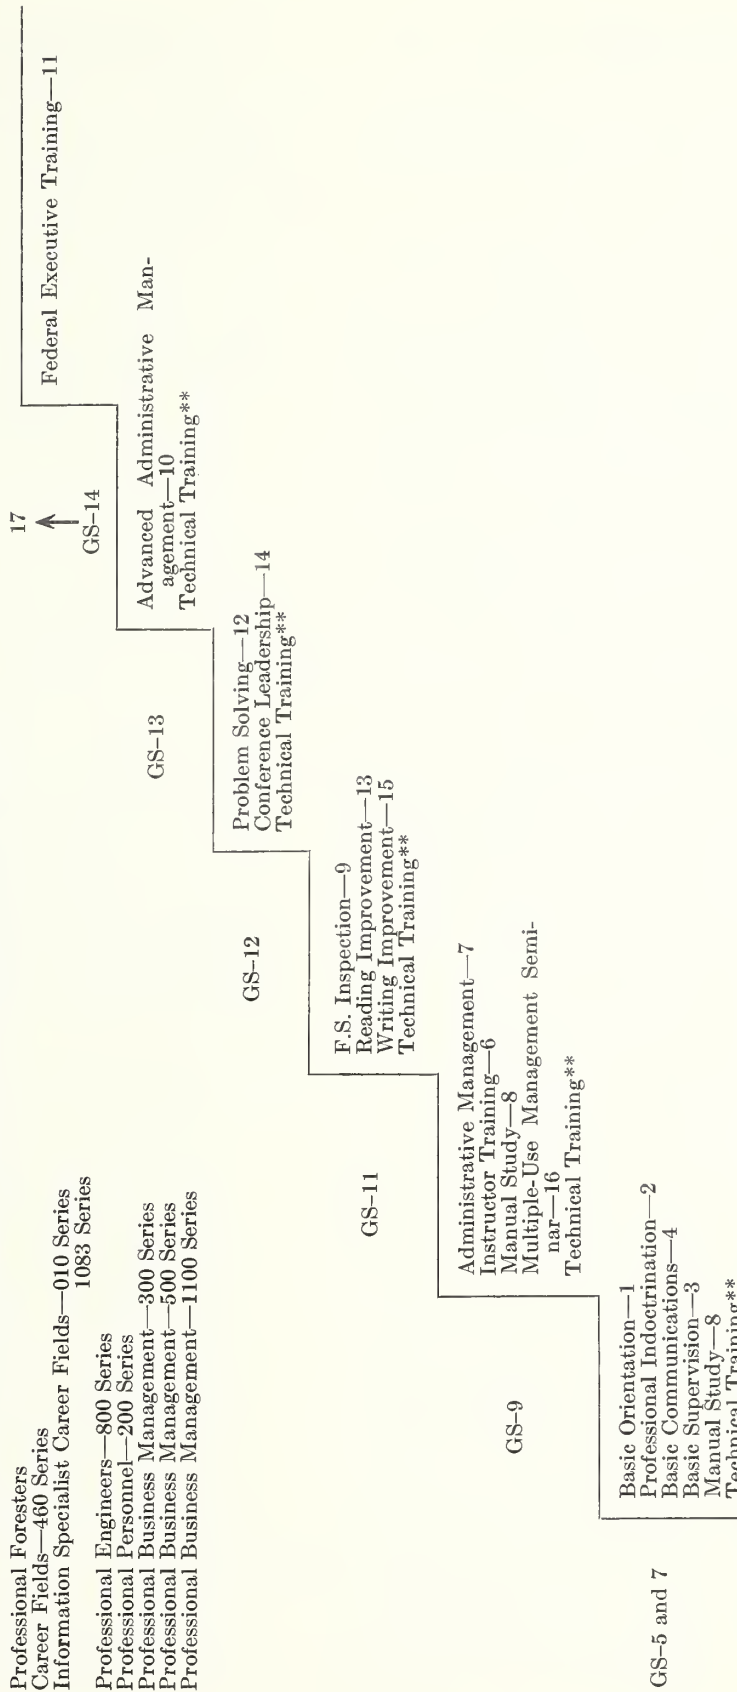 Professional Foresters
Career Fields—460 Series
Information Specialist Career Fields—010 Series
1083 Series
Professional Engineers—800 Series
Professional Personnel—200 Series
Professional Business Management—300 Series
Professional Business Management—500 Series
Professional Business Management—1100 Series
17
GS–14
Federal Executive Training—11
GS–13
Advanced Administrative Man-
agement—10
Technical Training**
GS–12
Problem Solving—12
Conference Leadership—14
Technical Training**
GS–11
F.S. Inspection—9
Reading Improvement—13
Writing Improvement—15
Technical Training**
GS–9
Administrative Management—7
Instructor Training—6
Manual Study—8
Multiple-Use Management Semi-
nar—16
Technical Training**
GS–5 and 7
Basic Orientation—1
Professional Indoctrination—2
Basic Communications—4
Basic Supervision—3
Manual Study—8
Technical Training**